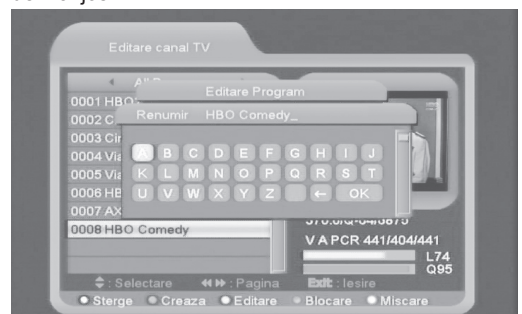 Editare canal TV
Editare Program
0001 HBO
Renumir HBO Comedy_
0002 C
0003 Cin
A B C D E F G H I J
0004 Via
K L M N O P Q R S T
0005 Via
U V W X Y Z ← OK
0006 HB
0007 AX
0008 HBO Comedy
V A PCR 441/404/441
L74
Q95
: Selectare : Pagina Exit : Iesire
Sterge Creaza Editare Blocare Miscare